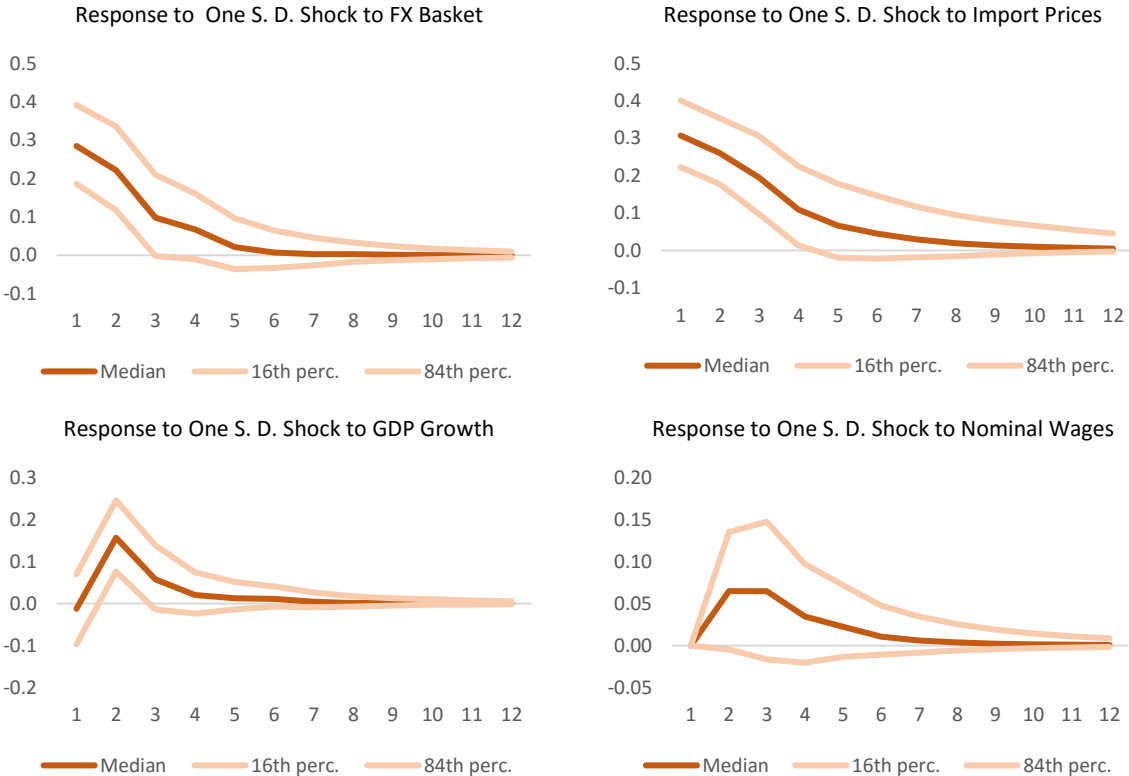 Response to One S. D. Shock to FX Basket
0.5
0.4
0.3
0.2
0.1
0.0
-0.1
1 2 3 4 5 6 7 8 9 10 11 12
Median 16th perc. 84th perc.
Response to One S. D. Shock to Import Prices
0.5
0.4
0.3
0.2
0.1
0.0
-0.1
1 2 3 4 5 6 7 8 9 10 11 12
Median 16th perc. 84th perc.
Response to One S. D. Shock to GDP Growth
0.3
0.2
0.1
0.0
-0.1
-0.2
1 2 3 4 5 6 7 8 9 10 11 12
Median 16th perc. 84th perc.
Response to One S. D. Shock to Nominal Wages
0.20
0.15
0.10
0.05
0.00
-0.05
1 2 3 4 5 6 7 8 9 10 11 12
Median 16th perc. 84th perc.